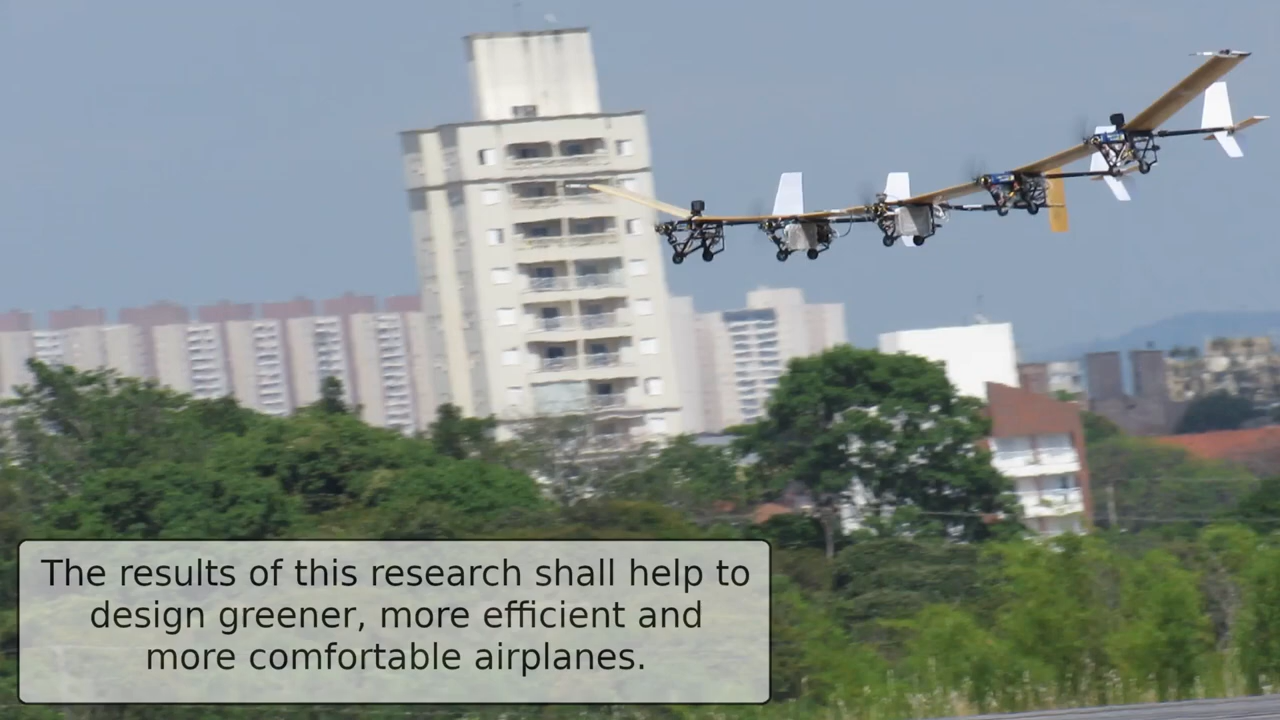 The results of this research shall help to
design greener, more efficient and
more comfortable airplanes.